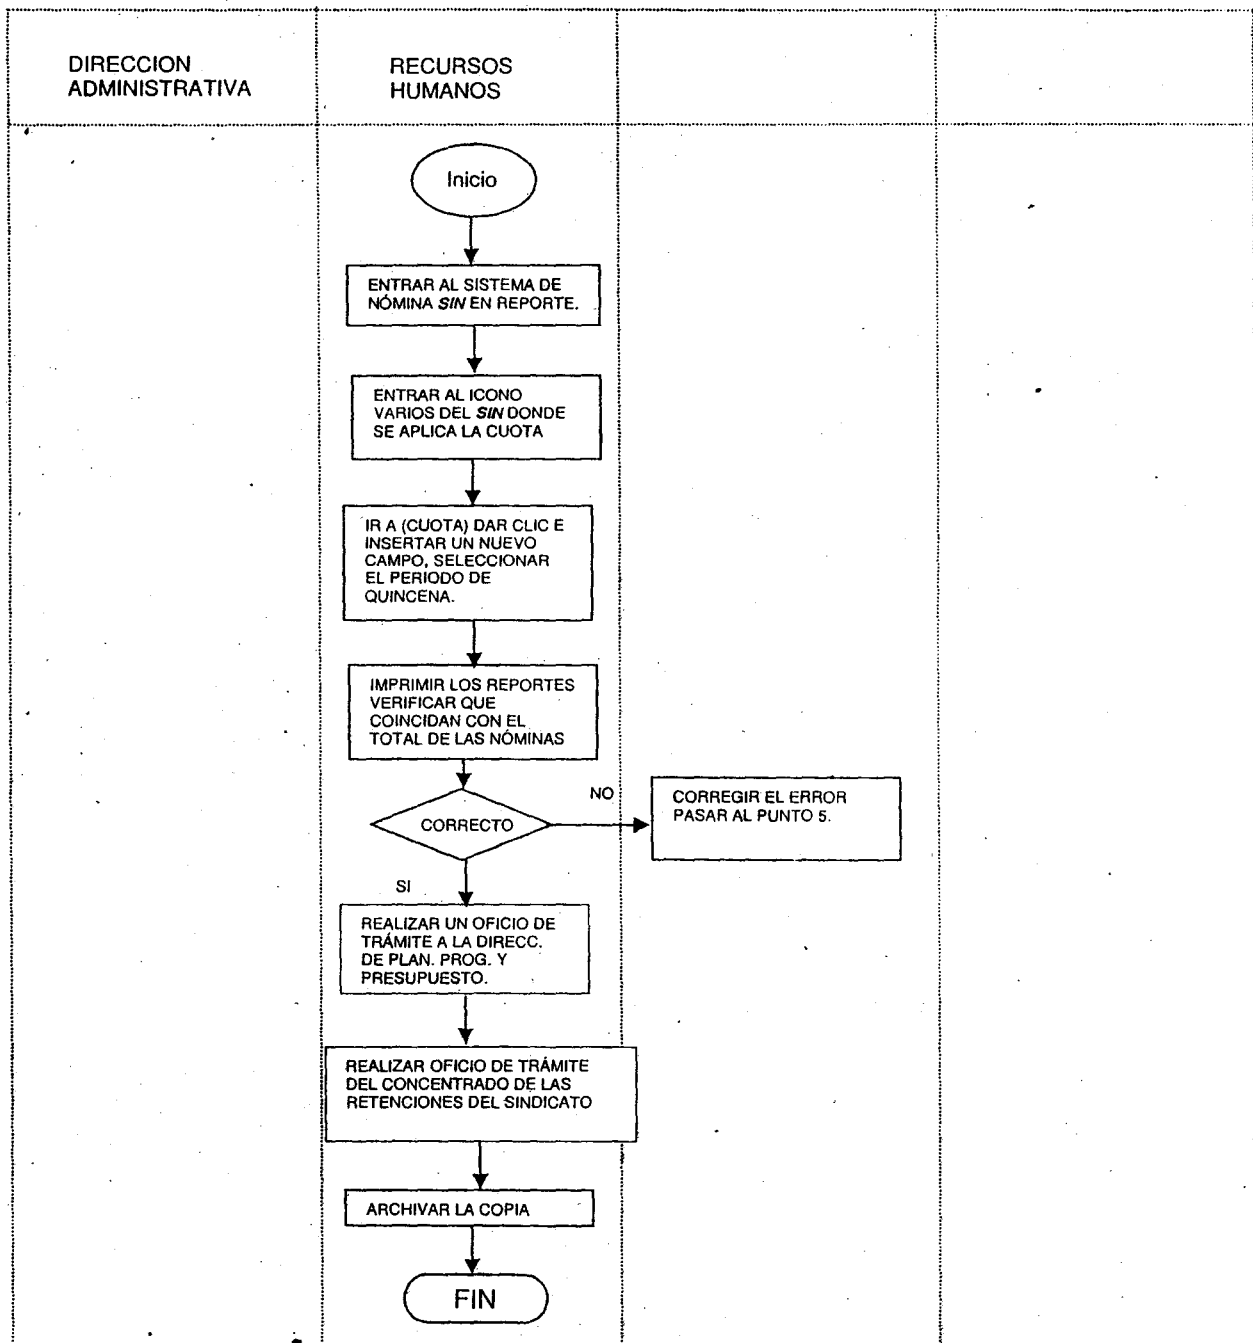 DIRECCION
ADMINISTRATIVA
RECURSOS
HUMANOS
Inicio
ENTRAR AL SISTEMA DE
NÓMINA SIN EN REPORTE.
ENTRAR AL ICONO
VARIOS DEL SIN DONDE
SE APLICA LA CUOTA
IR A (CUOTA) DAR CLIC E
INSERTAR UN NUEVO
CAMPO, SELECCIONAR
EL PERIODO DE
QUINCENA.
IMPRIMIR LOS REPORTES
VERIFICAR QUE
COINCIDAN CON EL
TOTAL DE LAS NÓMINAS
CORRECTO
NO
CORREGIR EL ERROR
PASAR AL PUNTO 5.
SI
REALIZAR UN OFICIO DE
TRÁMITE A LA DIRECC.
DE PLAN. PROG. Y
PRESUPUESTO.
REALIZAR OFICIO DE TRÁMITE
DEL CONCENTRADO DE LAS
RETENCIONES DEL SINDICATO
ARCHIVAR LA COPIA
FIN